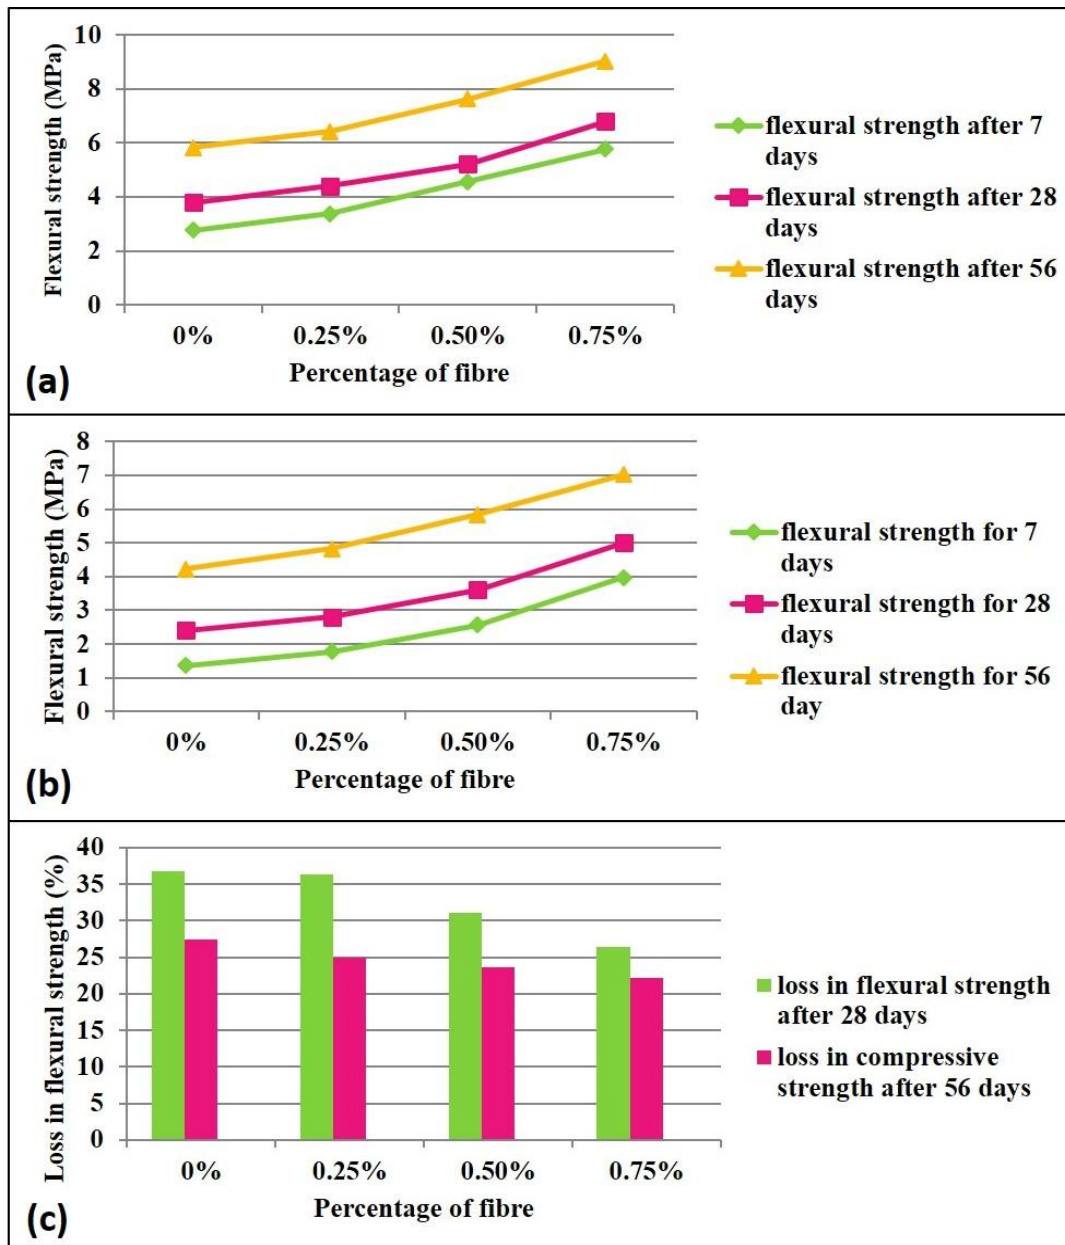 Flexural strength (MPa)
10
8
6
4
2
0
0% 0.25% 0.50% 0.75%
Percentage of fibre
flexural strength after 7
days
flexural strength after 28
days
flexural strength after 56
days
(a)
Flexural strength (MPa)
8
7
6
5
4
3
2
1
0
0% 0.25% 0.50% 0.75%
Percentage of fibre
flexural strength for 7
days
flexural strength for 28
days
flexural strength for 56
day
(b)
Loss in flexural strength (%)
40
35
30
25
20
15
10
5
0
0% 0.25% 0.50% 0.75%
Percentage of fibre
loss in flexural strength
after 28 days
loss in compressive
strength after 56 days
(c)